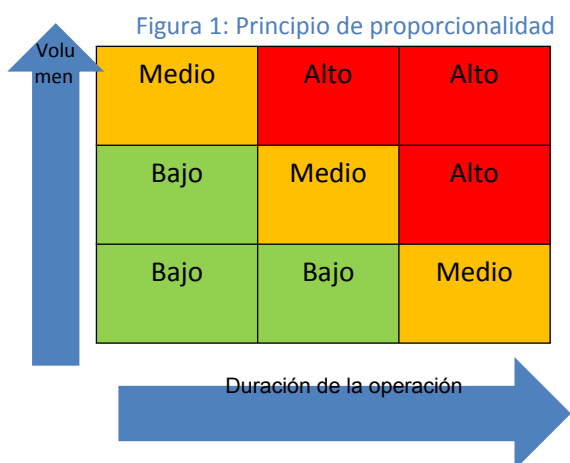 Figura 1: Principio de proporcionalidad
Volu
men
Medio Alto Alto
Bajo Medio Alto
Bajo Bajo Medio
Duración de la operación